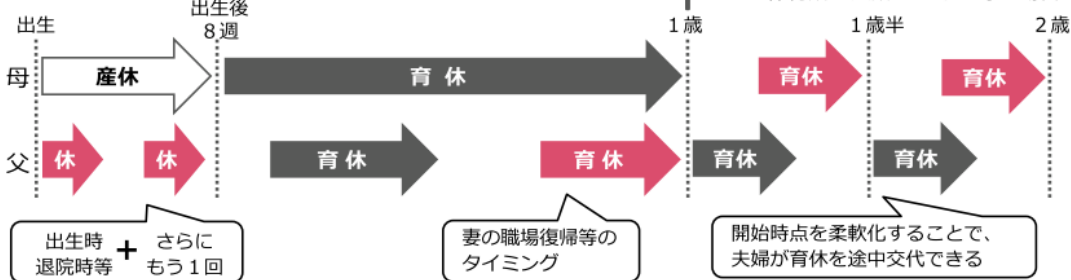 出生
出生後
8週
1歳
1歳半
2歳
母
産休
育休
育休
育休
父
休
休
育休
育休
育休
育休
出生時
退院時等
+
さらに
もう1回
妻の職場復帰等の
タイミング
開始時点を柔軟化することで、
夫婦が育休を途中交代できる